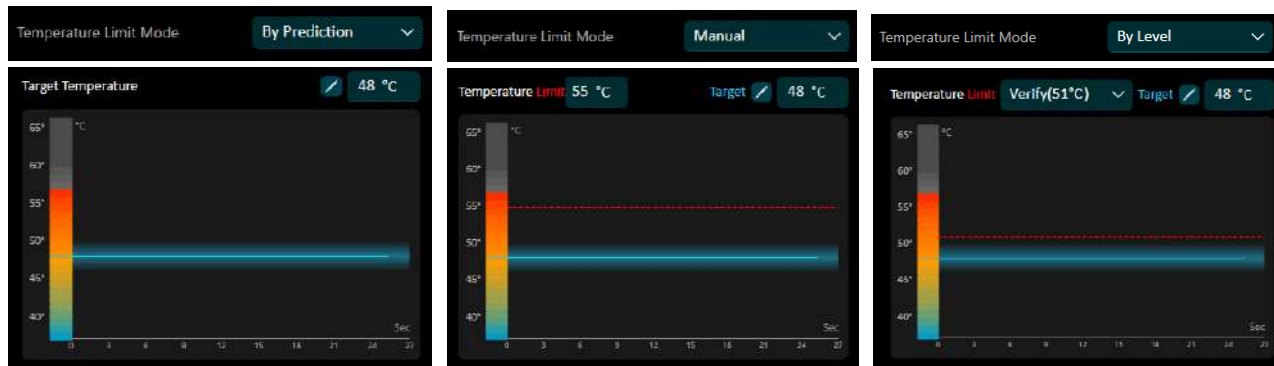 Temperature Limit Mode By Prediction
Target Temperature 48 °C
65° °C
60°
55°
50°
45°
40°
Sec
0 3 6 9 12 15 18 21 24 27
Temperature Limit Mode Manual
Temperature Limit 55 °C Target 48 °C
65° °C
60°
55°
50°
45°
40°
Sec
0 3 6 9 12 15 18 21 24 27
Temperature Limit Mode By Level
Temperature Limit Verify(51°C) Target 48 °C
65° °C
60°
55°
50°
45°
40°
Sec
0 3 6 9 12 15 18 21 24 27